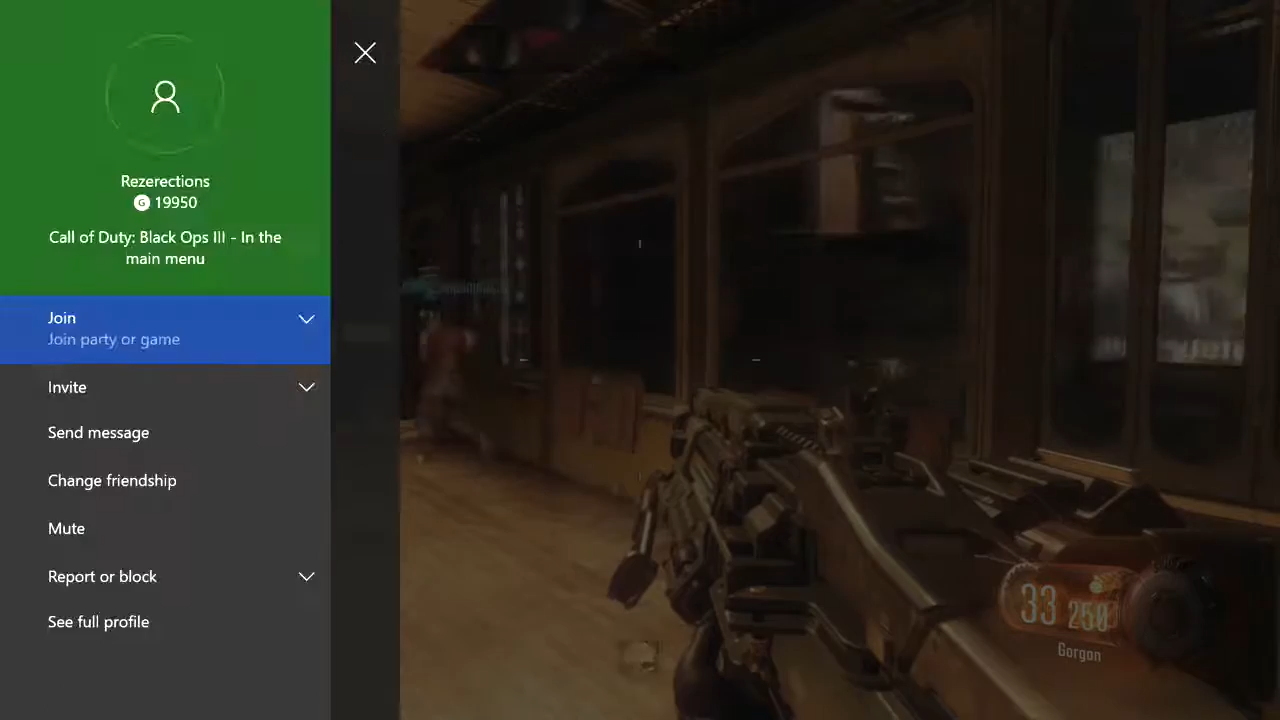 Rezerections
G 19950
Call of Duty: Black Ops III - In the
main menu
Join
Join party or game
Invite
Send message
Change friendship
Mute
Report or block
See full profile
33 250
Gorgon